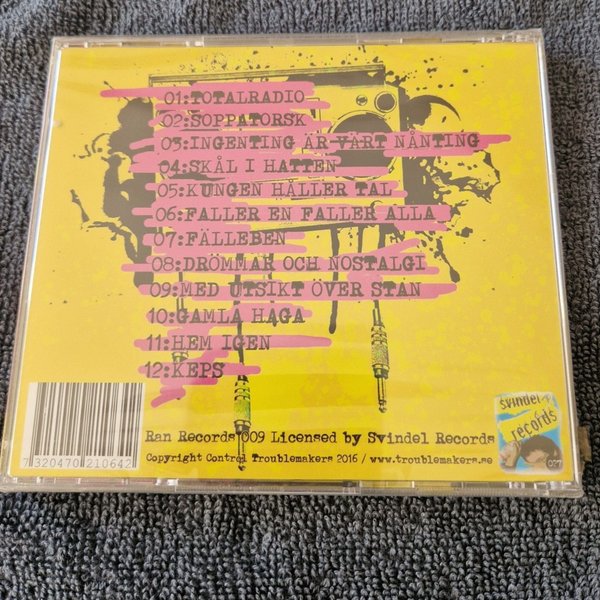 01:TOTALRADIO
02:SOPPATORSK
03:INGENTING ÄR VÄRT NÅNTING
04:SKÅL I HATTEN
05:KUNGEN HÅLLER TAL
06:FALLER EN FALLER ALLA
07:FÄLLEBEN
08:DRÖMMAR OCH NOSTALGI
09:MED UTSIKT ÖVER STAN
10:GAMLA HAGA
11:HEM IGEN
12:KEPS
Ran Records 009 Licensed by Svindel Records
Copyright Control Troublemakers 2016 / www.troublemakers.se
7 320470 210642
svindel
records
027